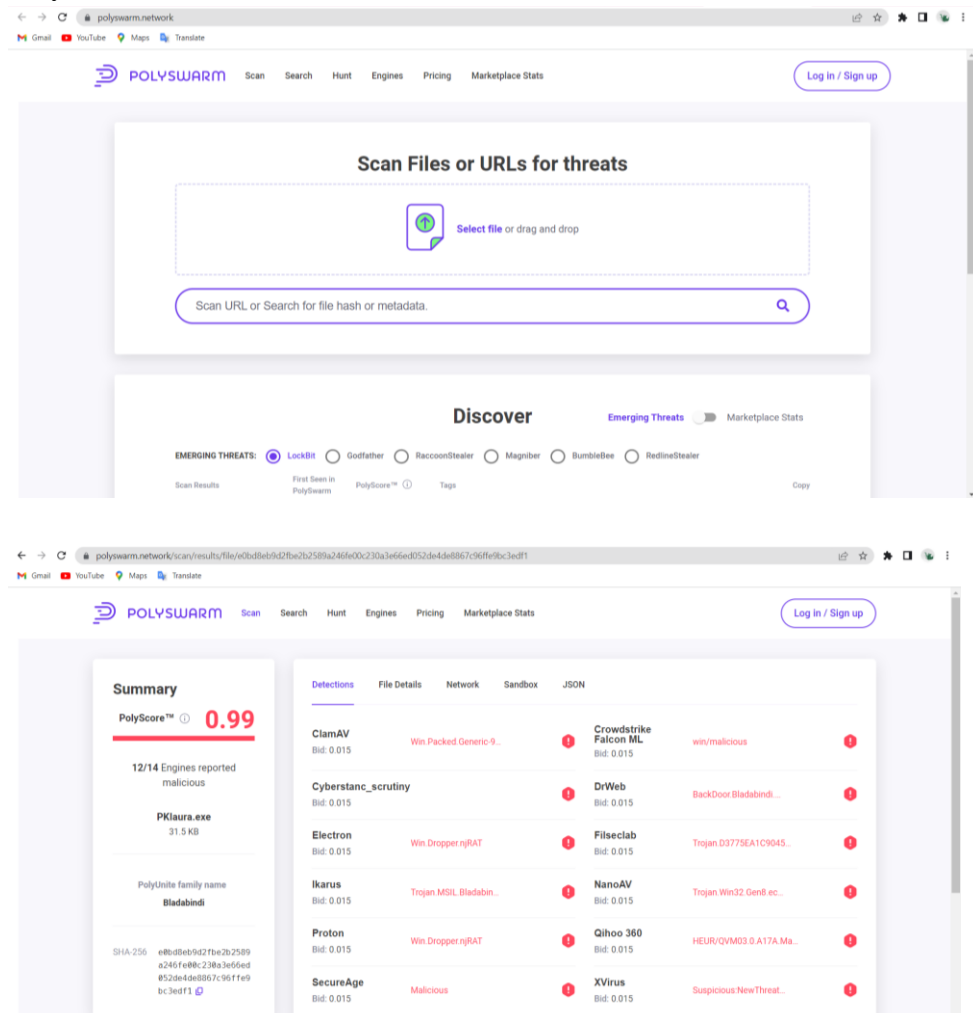 polyswarm.network
Gmail YouTube Maps Translate
POLYSWARM Scan Search Hunt Engines Pricing Marketplace Stats Log in / Sign up
Scan Files or URLs for threats
Select file or drag and drop
Scan URL or Search for file hash or metadata.
Discover Emerging Threats Marketplace Stats
EMERGING THREATS: LockBit Godfather RaccoonStealer Magniber BumbleBee RedlineStealer
Scan Results First Seen in PolySwarm PolyScore™ Tags Copy
polyswarm.network/scan/results/file/e0bd8eb9d2fbe2b2589a246fe00c230a3e66ed052de4de8867c96ffe9bc3edf1
Gmail YouTube Maps Translate
POLYSWARM Scan Search Hunt Engines Pricing Marketplace Stats Log in / Sign up
Summary
PolyScore™ 0.99
12/14 Engines reported
malicious
PKlaura.exe
31.5 KB
PolyUnite family name
Bladabindi
SHA-256 e0bd8eb9d2fbe2b2589
a246fe00c230a3e66ed
052de4de8867c96ffe9
bc3edf1
Detections File Details Network Sandbox JSON
ClamAV
Bid: 0.015
Win.Packed.Generic-9...
Crowdstrike
Falcon ML
Bid: 0.015
win/malicious
Cyberstanc_scrutiny
Bid: 0.015
DrWeb
Bid: 0.015
BackDoor.Bladabindi....
Electron
Bid: 0.015
Win.Dropper.njRAT
Filseclab
Bid: 0.015
Trojan.D3775EA1C9045...
Ikarus
Bid: 0.015
Trojan.MSIL.Bladabin...
NanoAV
Bid: 0.015
Trojan.Win32.Gen8.ec...
Proton
Bid: 0.015
Win.Dropper.njRAT
Qihoo 360
Bid: 0.015
HEUR/QVM03.0.A17A.Ma...
SecureAge
Bid: 0.015
Malicious
XVirus
Bid: 0.015
Suspicious:NewThreat...